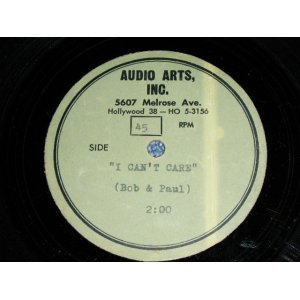 AUDIO ARTS,
INC.
5607 Melrose Ave.
Hollywood 38 — HO 5-3156
45 RPM
SIDE
"I CAN'T CARE"
(Bob & Paul)
2:00